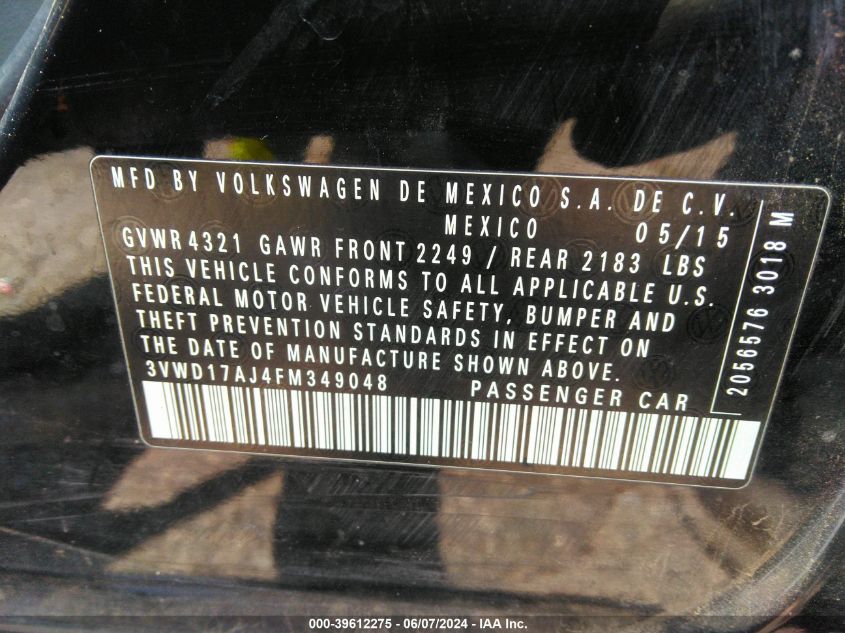 MFD BY VOLKSWAGEN DE MEXICO S.A. DE C.V.
MEXICO 05/15
GVWR 4321 GAWR FRONT 2249 / REAR 2183 LBS
THIS VEHICLE CONFORMS TO ALL APPLICABLE U.S.
FEDERAL MOTOR VEHICLE SAFETY, BUMPER AND
THEFT PREVENTION STANDARDS IN EFFECT ON
THE DATE OF MANUFACTURE SHOWN ABOVE.
3VWD17AJ4FM349048 PASSENGER CAR
2056576 3018 M
000-39612275 - 06/07/2024 - IAA Inc.